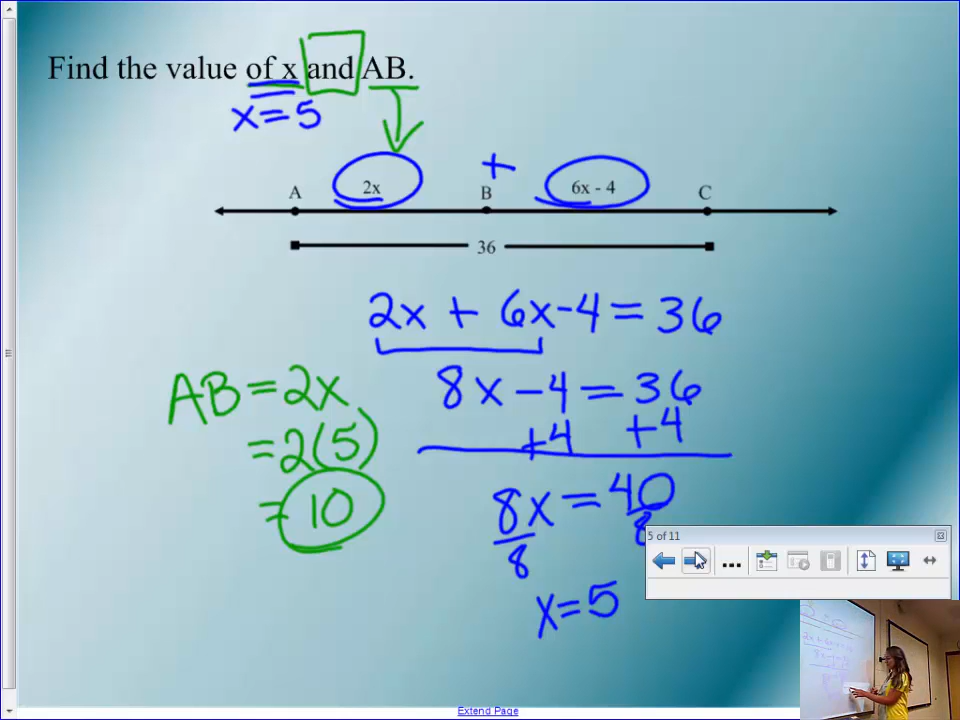 Find the value of x and AB.
x=5
+
A 2x B 6x - 4 C
36
2x + 6x-4=36
AB=2x
8x-4=36
=2(5)
+4 +4
=10
8x=40
8 8
x=5
5 of 11
...
Extend Page